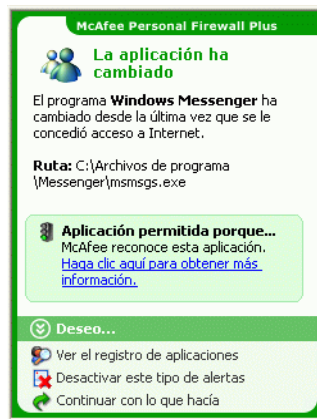 McAfee Personal Firewall Plus
La aplicación ha
cambiado
El programa Windows Messenger ha
cambiado desde la última vez que se le
concedió acceso a Internet.
Ruta: C:\Archivos de programa
\Messenger\msmsgs.exe
Aplicación permitida porque...
McAfee reconoce esta aplicación.
Haga clic aquí para obtener más
información.
Deseo...
Ver el registro de aplicaciones
Desactivar este tipo de alertas
Continuar con lo que hacía